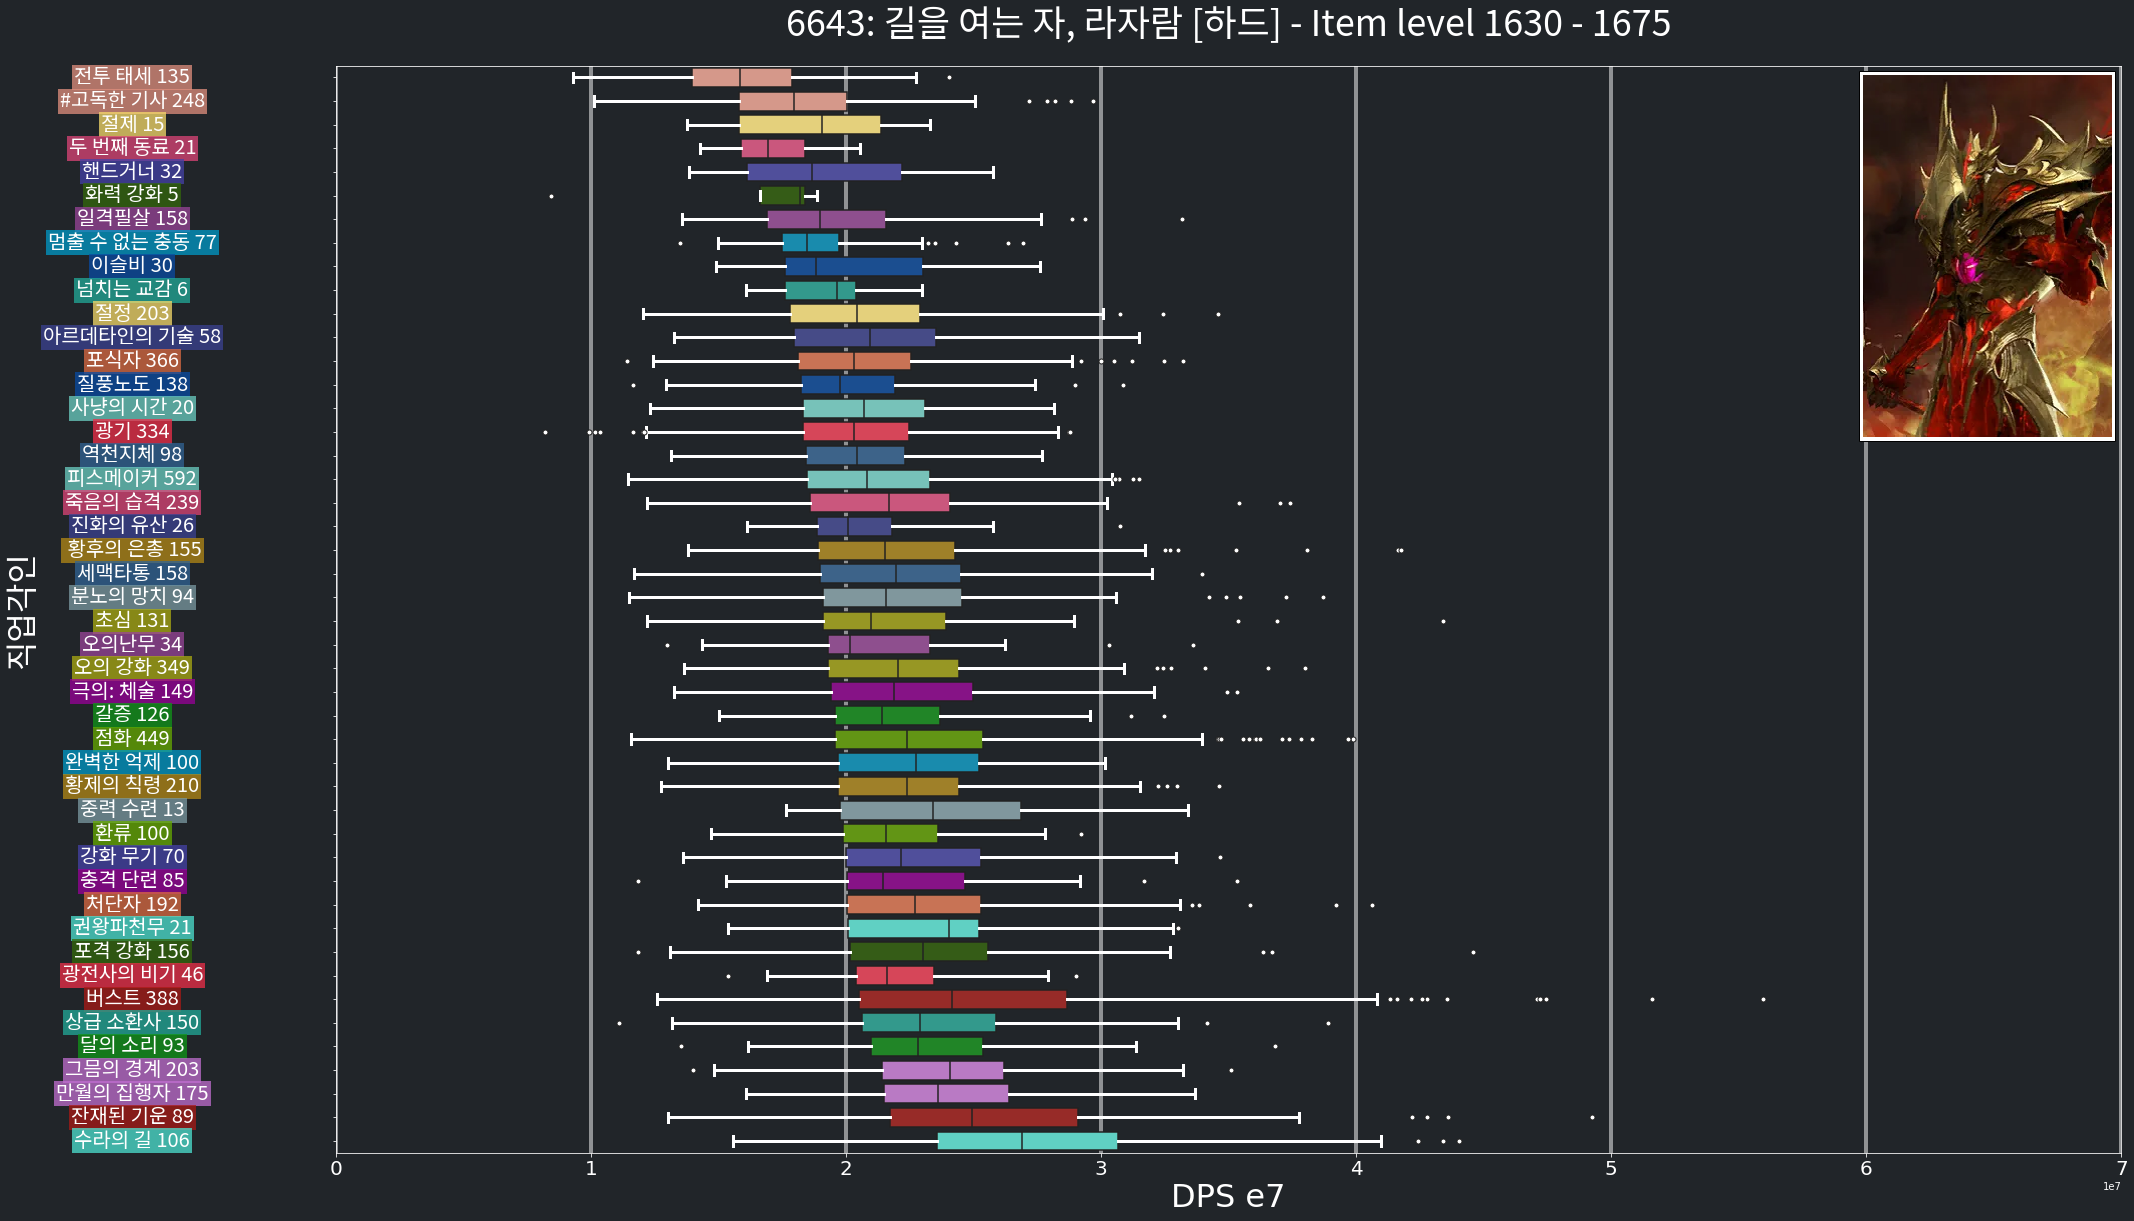 6643: 길을 여는 자, 라자람 [하드] - Item level 1630 - 1675
전투 태세 135
#고독한 기사 248
절제 15
두 번째 동료 21
핸드거너 32
화력 강화 5
일격필살 158
멈출 수 없는 충동 77
이슬비 30
넘치는 교감 6
절정 203
아르데타인의 기술 58
포식자 366
질풍노도 138
사냥의 시간 20
광기 334
역천지체 98
피스메이커 592
죽음의 습격 239
진화의 유산 26
황후의 은총 155
세맥타통 158
분노의 망치 94
초심 131
오의난무 34
오의 강화 349
극의: 체술 149
갈증 126
점화 449
완벽한 억제 100
황제의 칙령 210
중력 수련 13
환류 100
강화 무기 70
충격 단련 85
처단자 192
권왕파천무 21
포격 강화 156
광전사의 비기 46
버스트 388
상급 소환사 150
달의 소리 93
그믐의 경계 203
만월의 집행자 175
잔재된 기운 89
수라의 길 106
직업각인
0 1 2 3 4 5 6 7
1e7
DPS e7